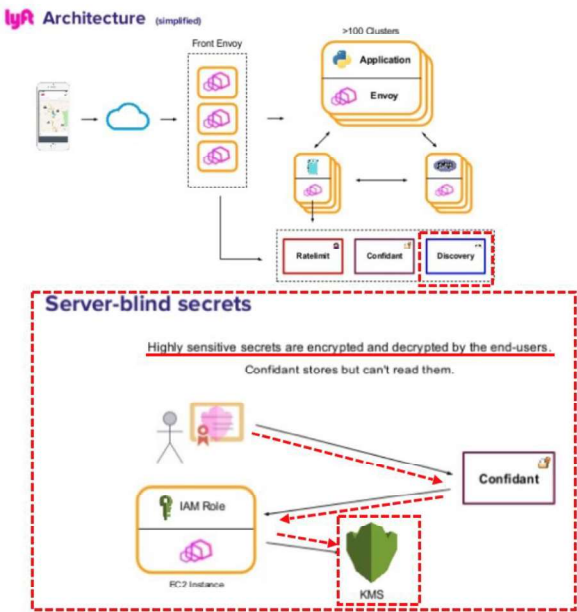 lyft Architecture (simplified)
>100 Clusters
Front Envoy
Application
Envoy
Ratelimit
Confidant
Discovery
Server-blind secrets
Highly sensitive secrets are encrypted and decrypted by the end-users.
Confidant stores but can't read them.
Confidant
IAM Role
EC2 Instance
KMS